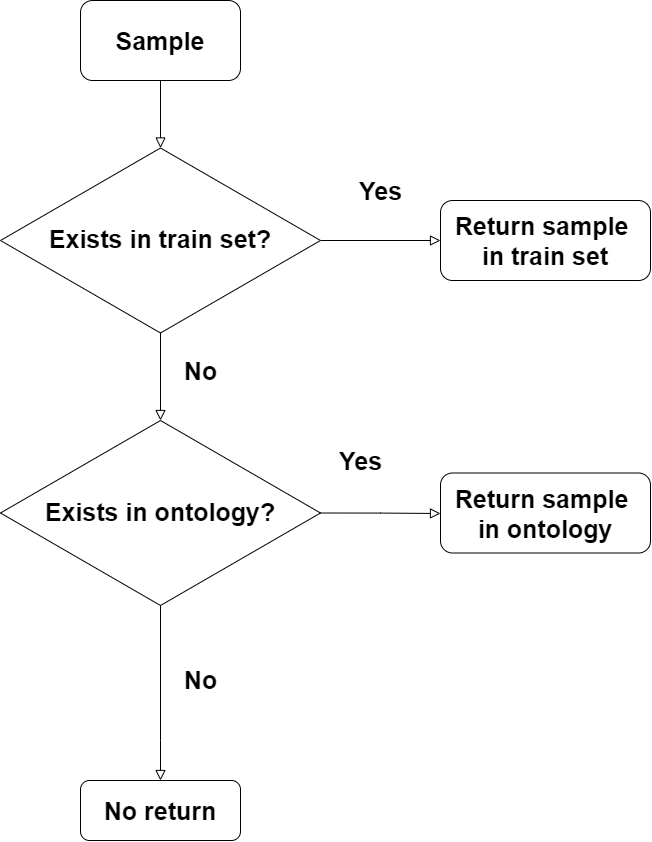 Sample
Exists in train set?
Yes
Return sample
in train set
No
Exists in ontology?
Yes
Return sample
in ontology
No
No return